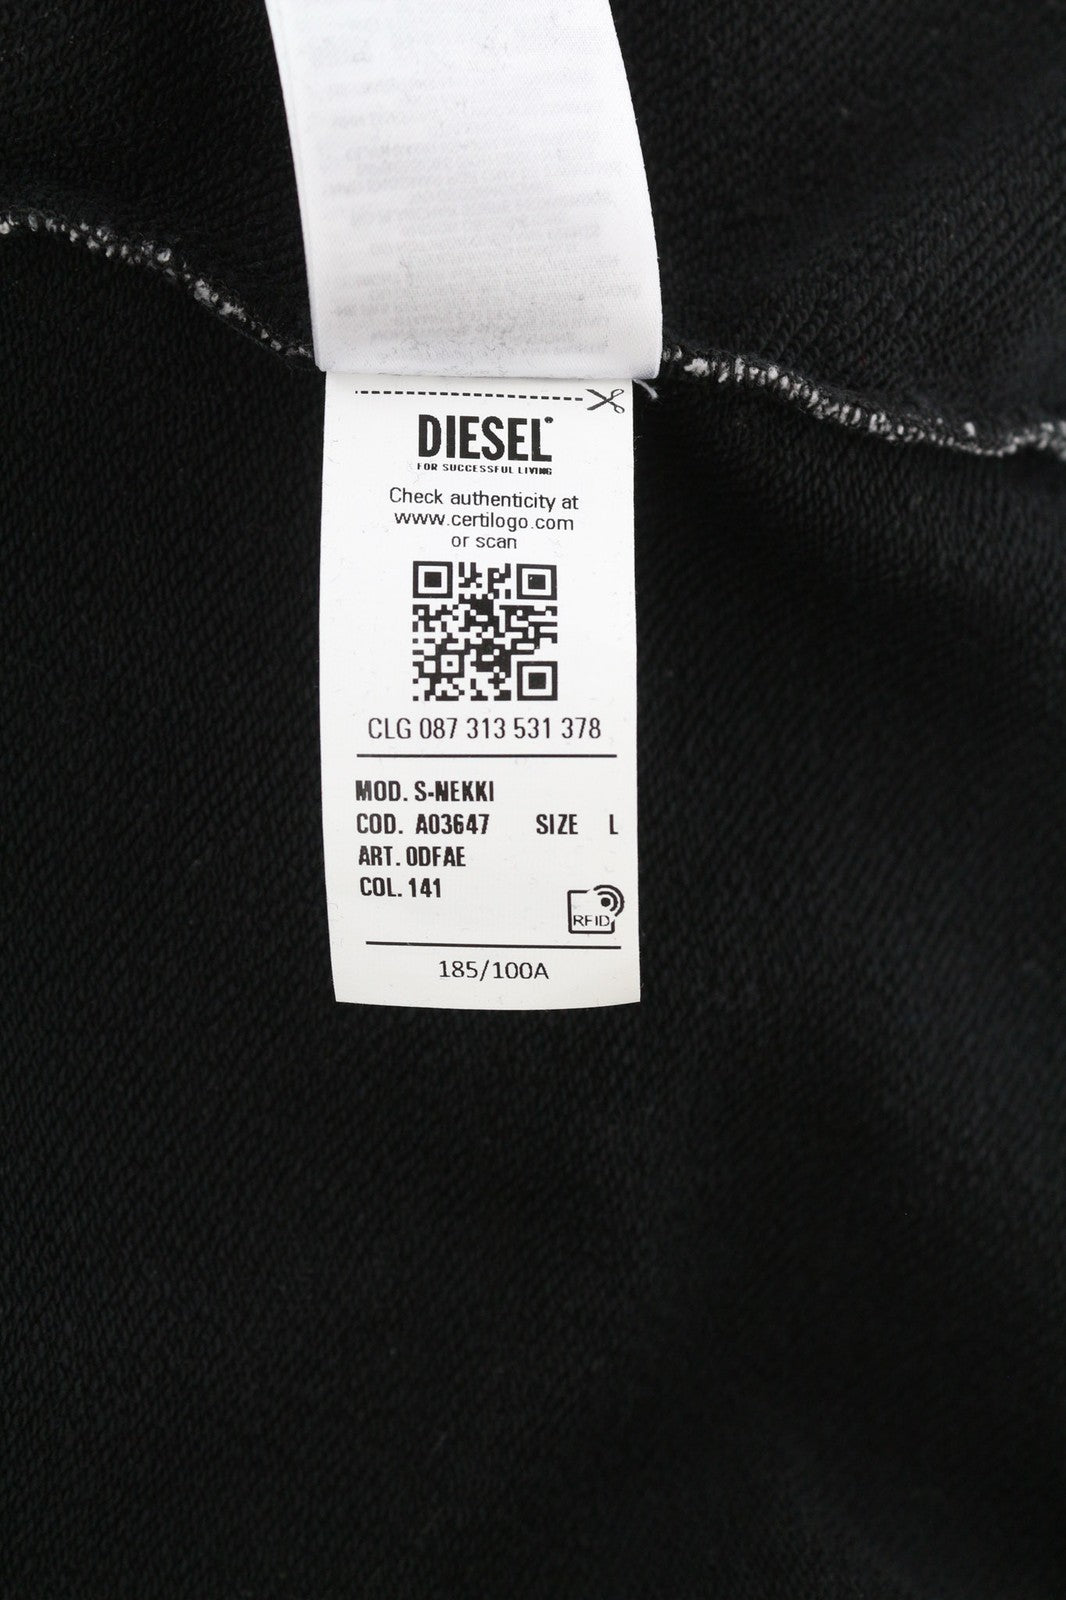 DIESEL
FOR SUCCESSFUL LIVING
Check authenticity at
www.certilogo.com
or scan
CLG 087 313 531 378
MOD. S-NEKKI
COD. A03647 SIZE L
ART. 0DFAE
COL. 141
RFID
185/100A